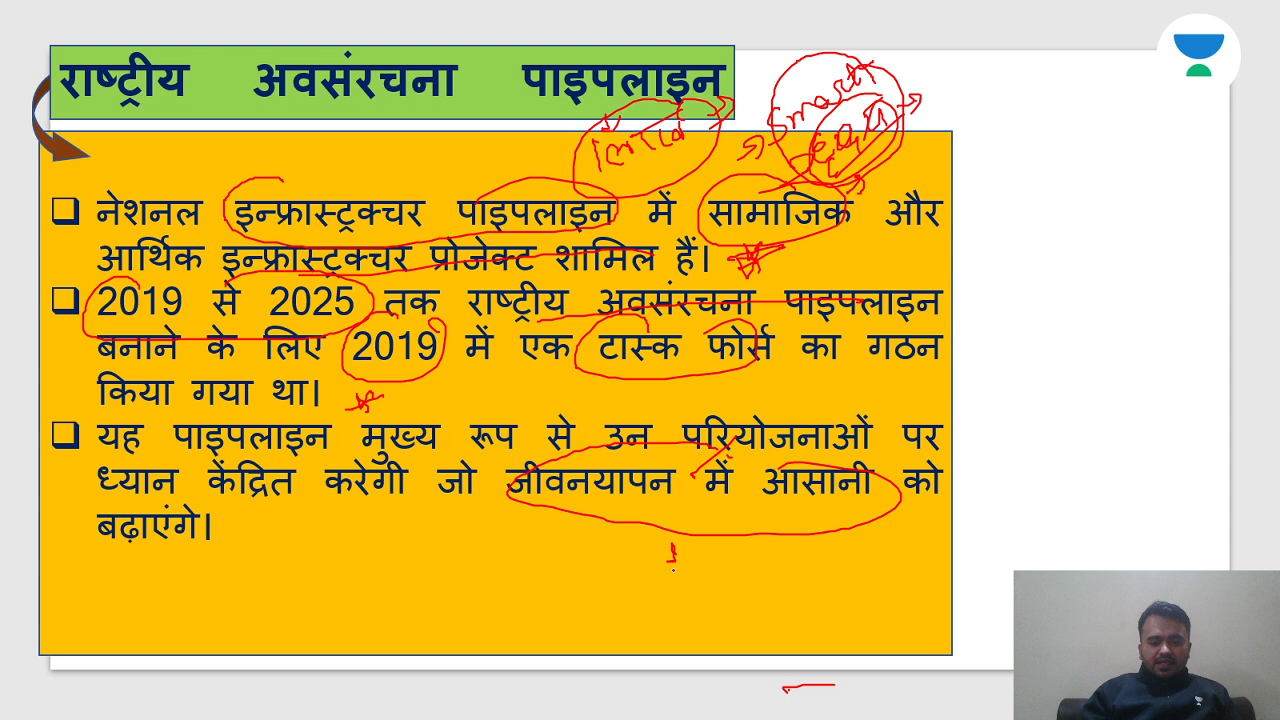 राष्ट्रीय अवसंरचना पाइपलाइन
smart
❑ नेशनल इन्फ्रास्ट्रक्चर पाइपलाइन में सामाजिक और
आर्थिक इन्फ्रास्ट्रक्चर प्रोजेक्ट शामिल हैं।
❑ 2019 से 2025 तक राष्ट्रीय अवसंरचना पाइपलाइन
बनाने के लिए 2019 में एक टास्क फोर्स का गठन
किया गया था।
❑ यह पाइपलाइन मुख्य रूप से उन परियोजनाओं पर
ध्यान केंद्रित करेगी जो जीवनयापन में आसानी को
बढ़ाएंगे।